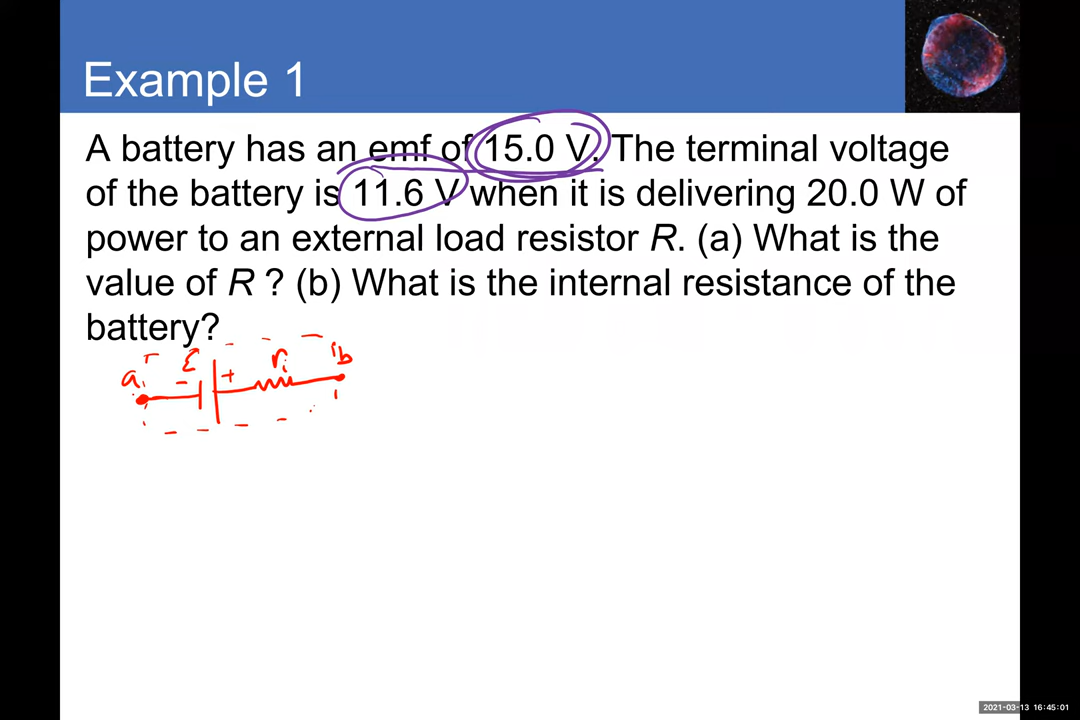 Example 1
A battery has an emf of 15.0 V. The terminal voltage
of the battery is 11.6 V when it is delivering 20.0 W of
power to an external load resistor R. (a) What is the
value of R ? (b) What is the internal resistance of the
battery?
a - ε + r b
2021-03-13 16:45:01